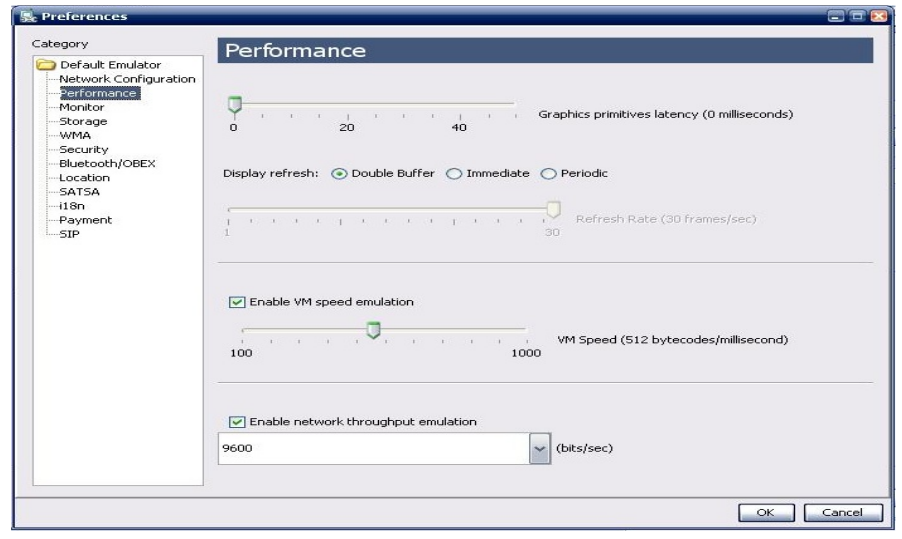 Preferences
Category
Default Emulator
Network Configuration
Performance
Monitor
Storage
WMA
Security
Bluetooth/OBEX
Location
SATSA
i18n
Payment
SIP
Performance
0 20 40 Graphics primitives latency (0 milliseconds)
Display refresh: Double Buffer Immediate Periodic
1 30 Refresh Rate (30 frames/sec)
Enable VM speed emulation
100 1000 VM Speed (512 bytecodes/millisecond)
Enable network throughput emulation
9600 (bits/sec)
OK Cancel